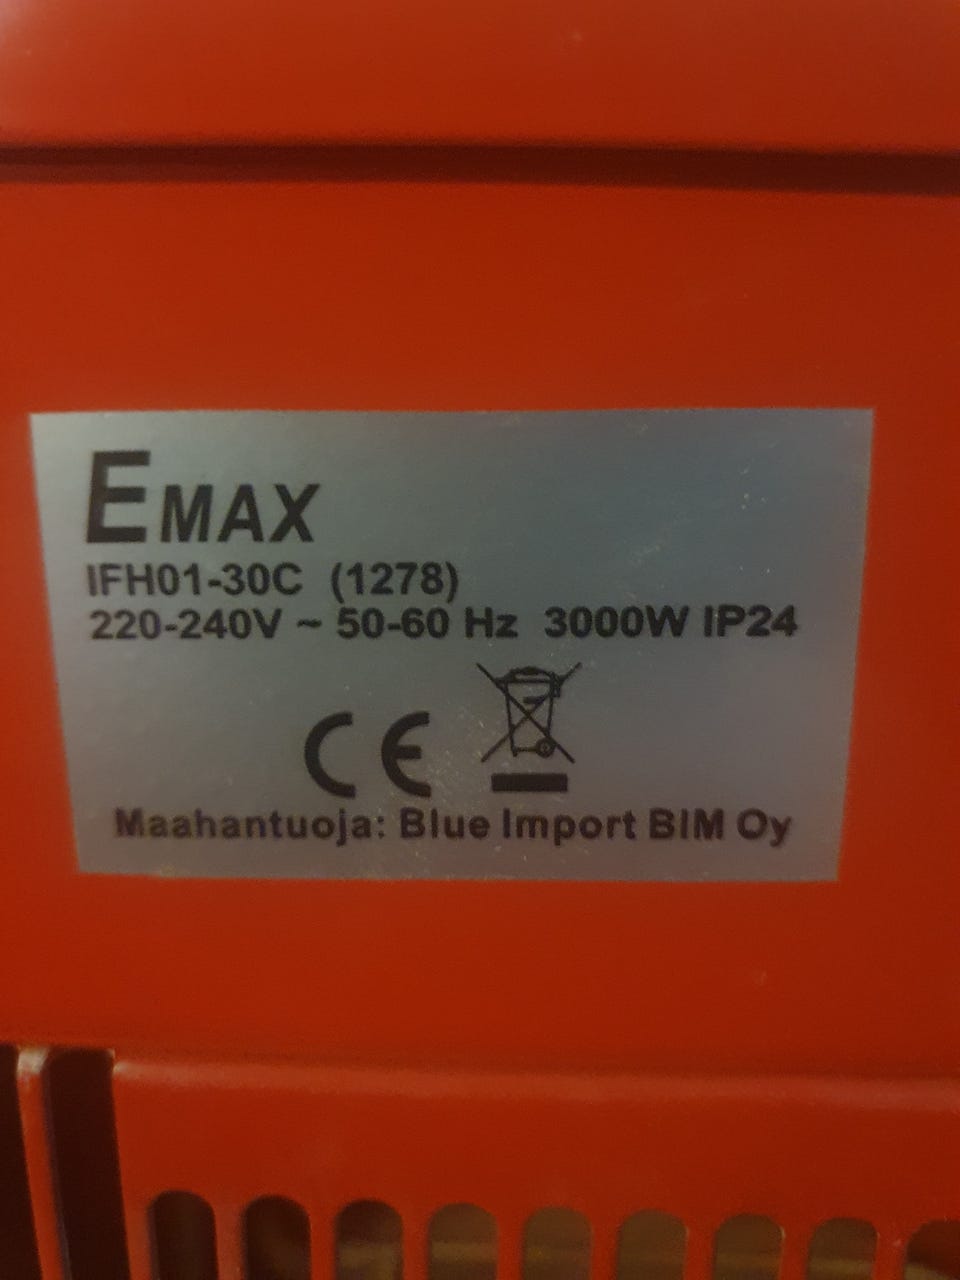 EMAX
IFH01-30C (1278)
220-240V ~ 50-60 Hz 3000W IP24
CE
Maahantuoja: Blue Import BIM Oy